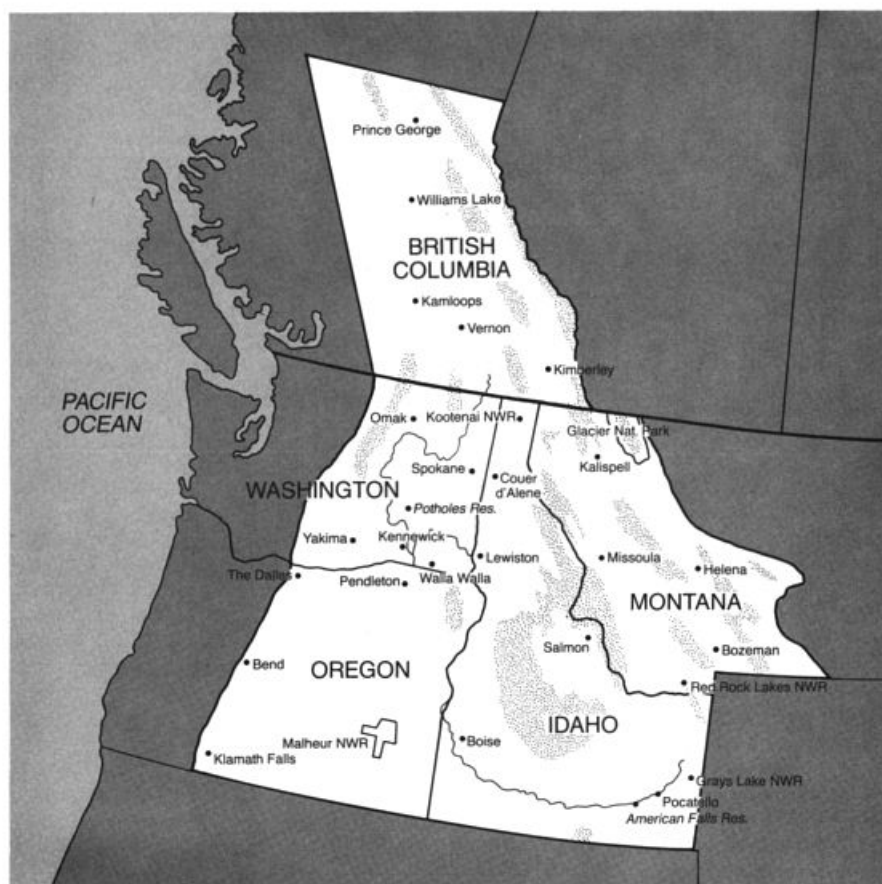 Prince George
Williams Lake
BRITISH
COLUMBIA
Kamloops
Vernon
Kimberley
PACIFIC
OCEAN
Omak
Kootenai NWR
Glacier Nat. Park
Kalispell
Spokane
Couer
d'Alene
WASHINGTON
Potholes Res.
Yakima
Kennewick
Lewiston
Missoula
Helena
The Dalles
Pendleton
Walla Walla
MONTANA
Salmon
Bozeman
Bend
OREGON
Red Rock Lakes NWR
IDAHO
Malheur NWR
Boise
Klamath Falls
Grays Lake NWR
Pocatello
American Falls Res.